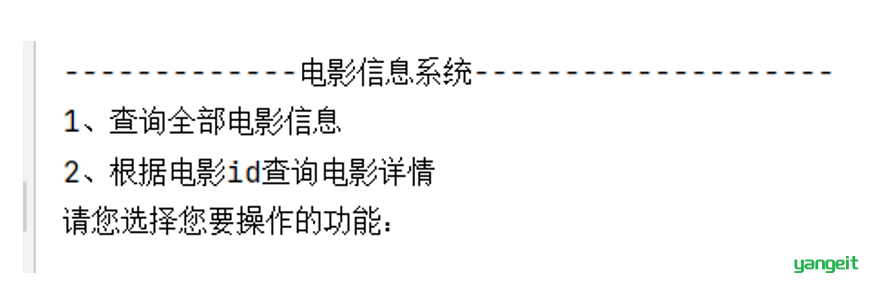 -------------电影信息系统--------------------
1、查询全部电影信息
2、根据电影id查询电影详情
请您选择您要操作的功能：
yangeit